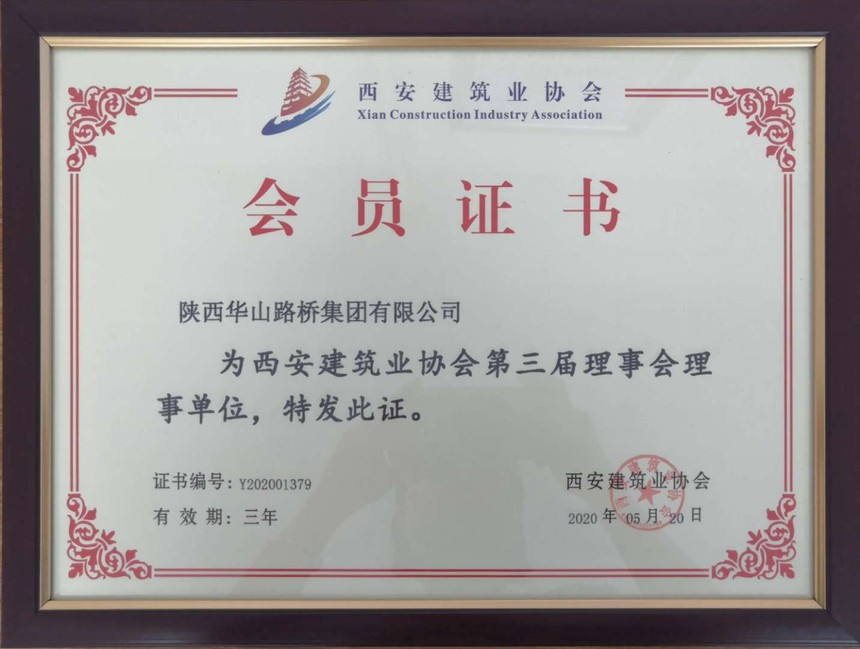 西安建筑业协会
Xian Construction Industry Association
会员证书
陕西华山路桥集团有限公司
为西安建筑业协会第三届理事会理
事单位，特发此证。
证书编号：Y202001379
西安建筑业协会
有效期：三年
2020年05月20日